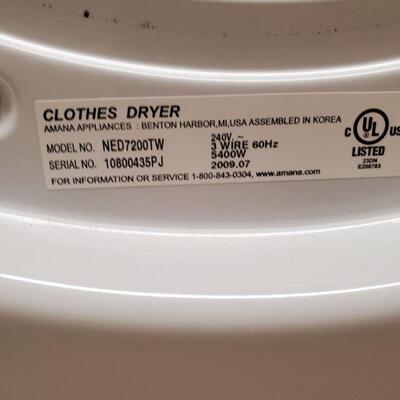 CLOTHES DRYER
AMANA APPLIANCES : BENTON HARBOR,MI,USA ASSEMBLED IN KOREA
MODEL NO. NED7200TW 240V. ~
3 WIRE 60Hz
SERIAL NO. 10800435PJ 5400W
2009.07
FOR INFORMATION OR SERVICE 1-800-843-0304, www.amana.com
C UL US
LISTED
23DN
E208783